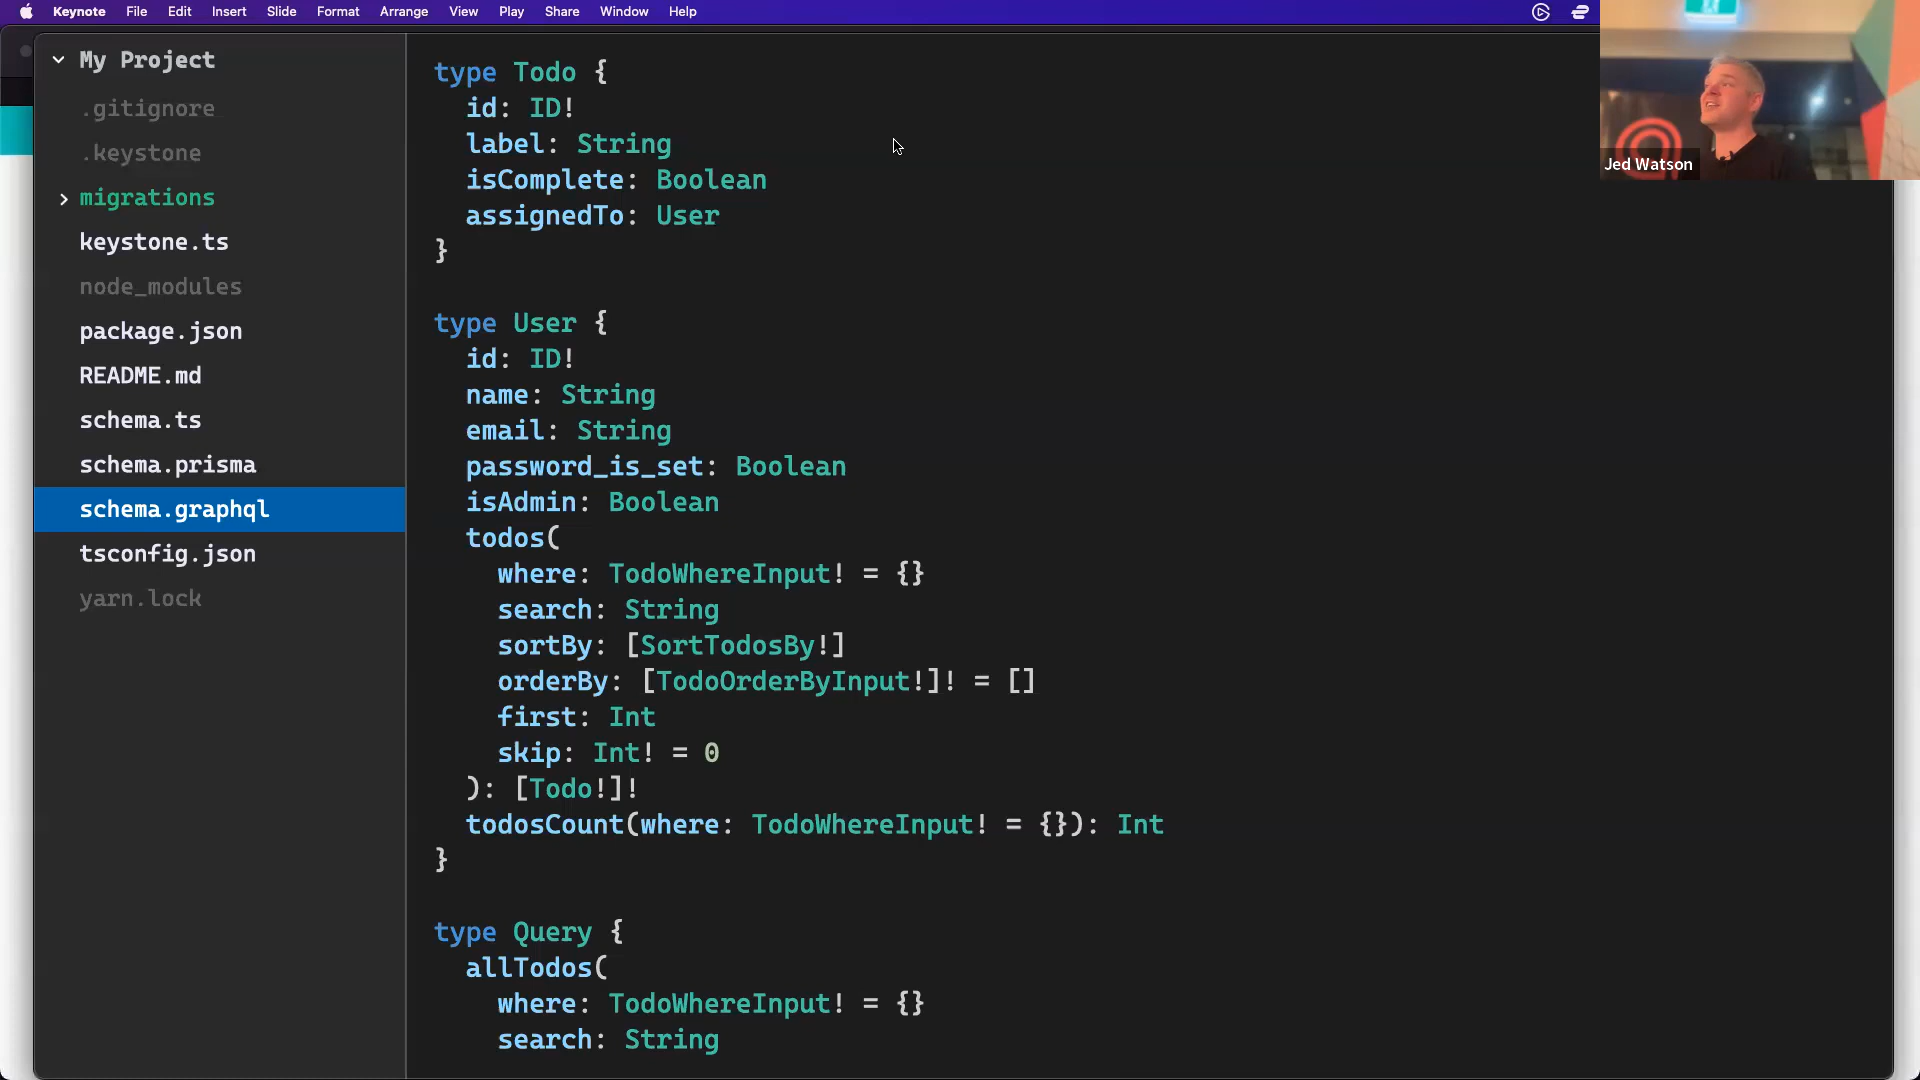 Keynote File Edit Insert Slide Format Arrange View Play Share Window Help
My Project
.gitignore
.keystone
migrations
keystone.ts
node_modules
package.json
README.md
schema.ts
schema.prisma
schema.graphql
tsconfig.json
yarn.lock
type Todo {
id: ID!
label: String
isComplete: Boolean
assignedTo: User
}
type User {
id: ID!
name: String
email: String
password_is_set: Boolean
isAdmin: Boolean
todos(
where: TodoWhereInput! = {}
search: String
sortBy: [SortTodosBy!]
orderBy: [TodoOrderByInput!]! = []
first: Int
skip: Int! = 0
): [Todo!]!
todosCount(where: TodoWhereInput! = {}): Int
}
type Query {
allTodos(
where: TodoWhereInput! = {}
search: String
Jed Watson